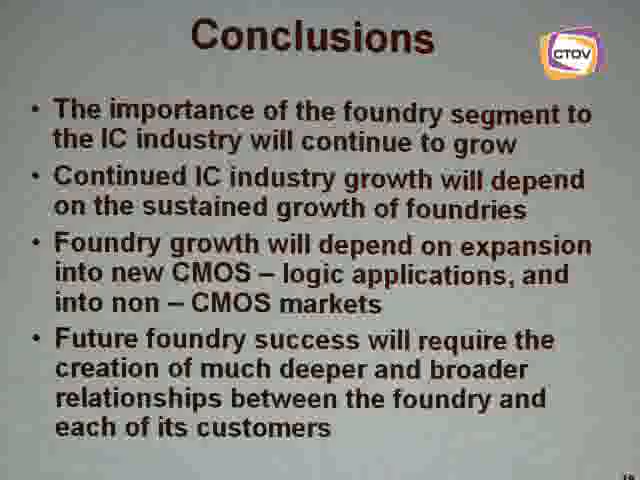 Conclusions
CTOV
• The importance of the foundry segment to
the IC industry will continue to grow
• Continued IC industry growth will depend
on the sustained growth of foundries
• Foundry growth will depend on expansion
into new CMOS – logic applications, and
into non – CMOS markets
• Future foundry success will require the
creation of much deeper and broader
relationships between the foundry and
each of its customers